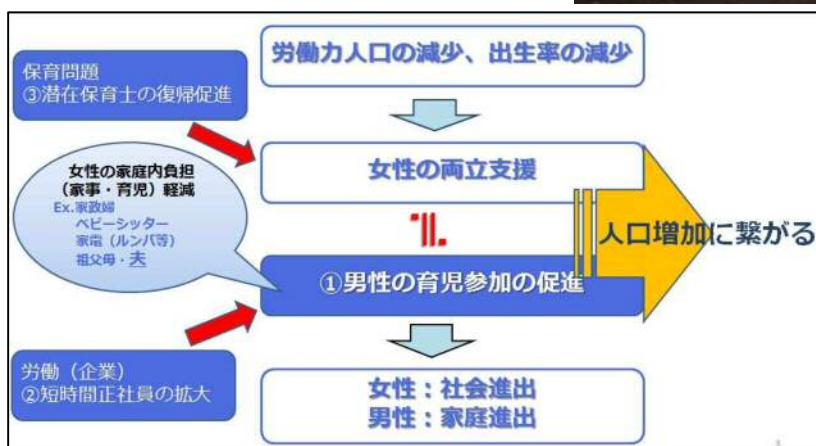 労働力人口の減少、出生率の減少
保育問題
③潜在保育士の復帰促進
女性の両立支援
女性の家庭内負担
（家事・育児）軽減
Ex.家政婦
ベビーシッター
家電（ルンバ等）
祖父母・夫
人口増加に繋がる
①男性の育児参加の促進
労働（企業）
②短時間正社員の拡大
女性：社会進出
男性：家庭進出